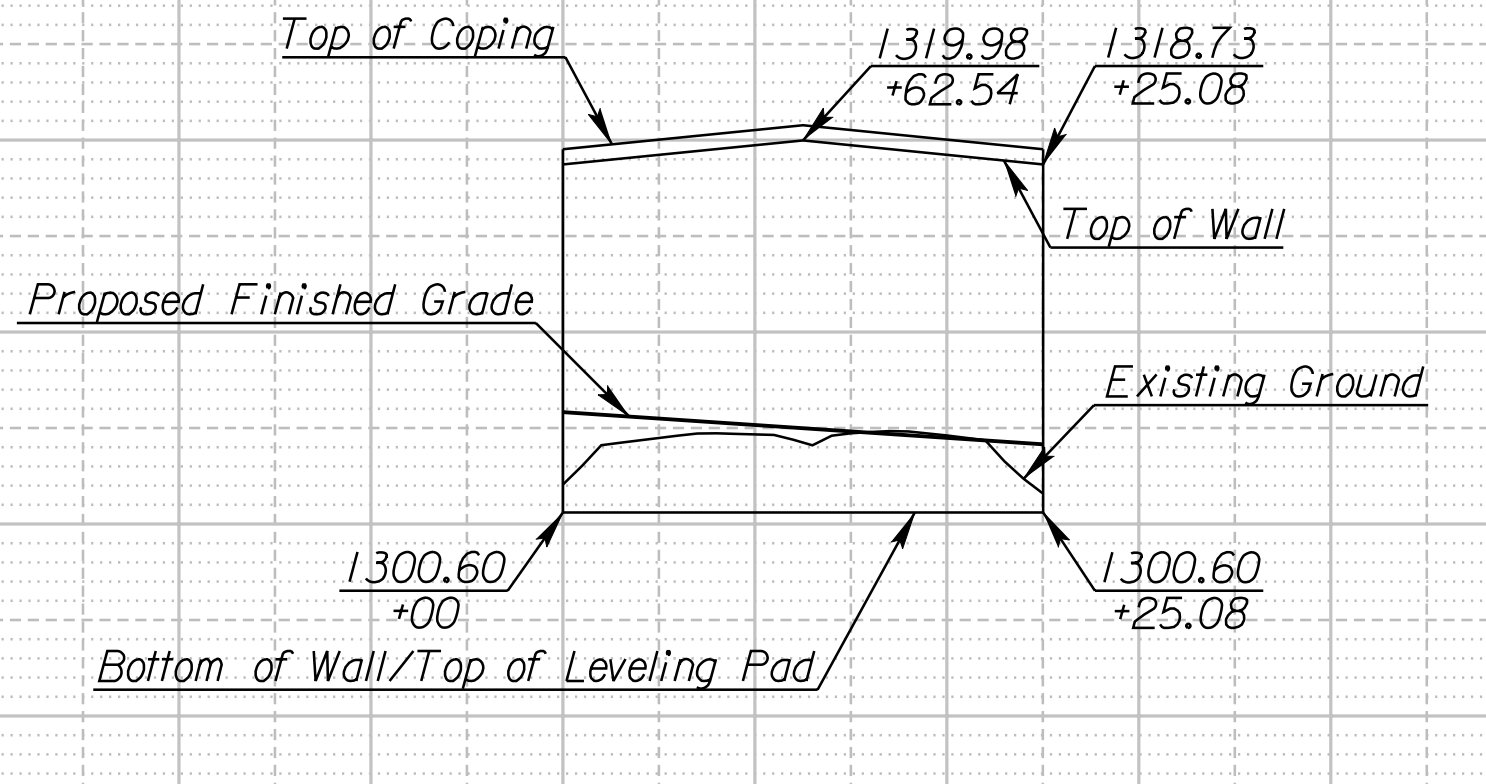 Top of Coping
1319.98
+62.54
1318.73
+25.08
Top of Wall
Proposed Finished Grade
Existing Ground
1300.60
+00
1300.60
+25.08
Bottom of Wall/Top of Leveling Pad